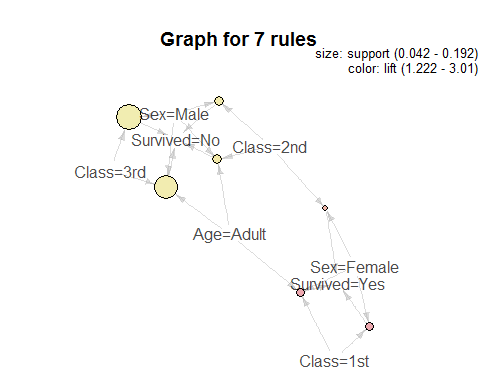 Graph for 7 rules
size: support (0.042 - 0.192)
color: lift (1.222 - 3.01)
Sex=Male
Survived=No
Class=2nd
Class=3rd
Age=Adult
Sex=Female
Survived=Yes
Class=1st